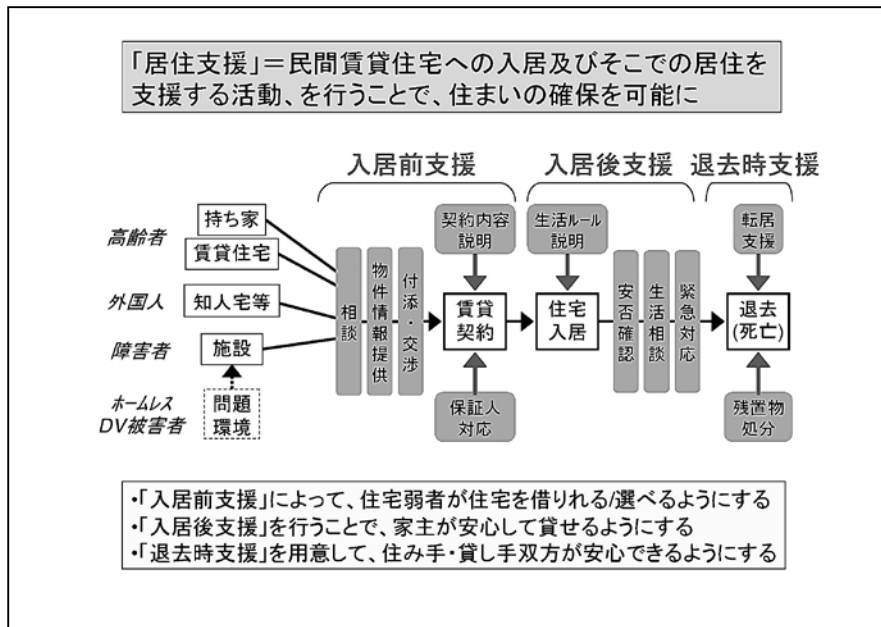 「居住支援」＝民間賃貸住宅への入居及びそこでの居住を
支援する活動、を行うことで、住まいの確保を可能に
入居前支援
入居後支援
退去時支援
高齢者
持ち家
賃貸住宅
外国人
知人宅等
障害者
施設
ホームレス
DV被害者
問題
環境
相談
物件情報提供
付添・交渉
契約内容
説明
賃貸
契約
保証人
対応
生活ルール
説明
住宅
入居
安否確認
生活相談
緊急対応
転居
支援
退去
(死亡)
残置物
処分
・「入居前支援」によって、住宅弱者が住宅を借りれる/選べるようにする
・「入居後支援」を行うことで、家主が安心して貸せるようにする
・「退去時支援」を用意して、住み手・貸し手双方が安心できるようにする